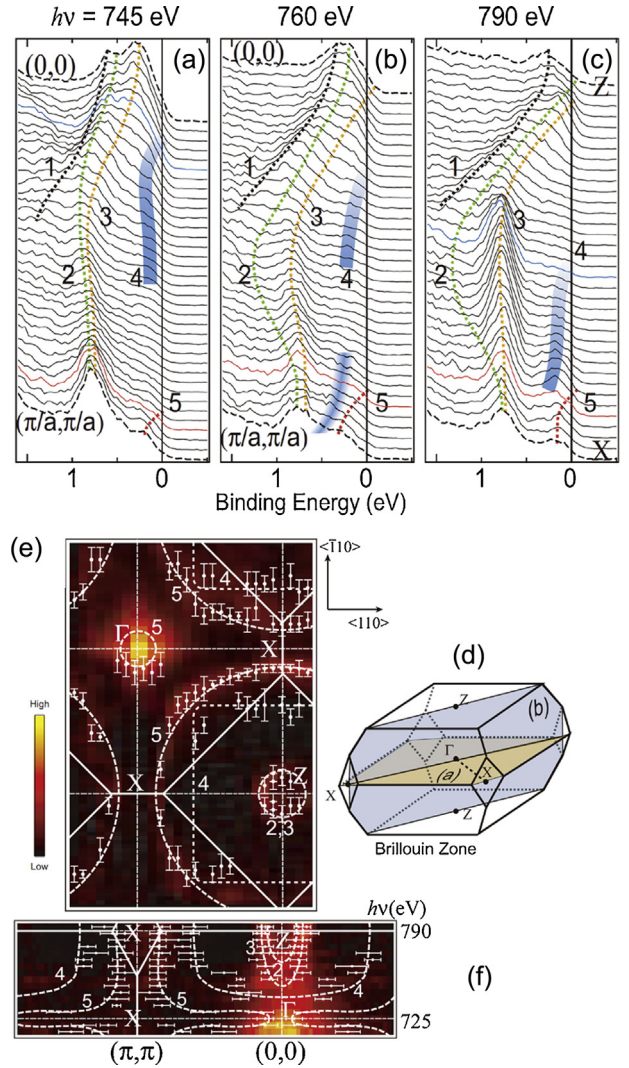 hν = 745 eV 760 eV 790 eV
(0,0) (a) (0,0) (b) (c)
Z
1 1 1
3 3 3
2 4 2 4 2 4
5 5 5
(π/a,π/a) (π/a,π/a) X
1 0 1 0 1 0
Binding Energy (eV)
(e) <1̄10>
<110>
4
5
Γ 5 X
(d)
High
Low
5 X 4 Z
2,3
Z (b)
Γ
X (a) X
Z
Brillouin Zone
hν(eV)
X 3 Z 790
4 2 4 (f)
5 5
X Γ 725
(π,π) (0,0)